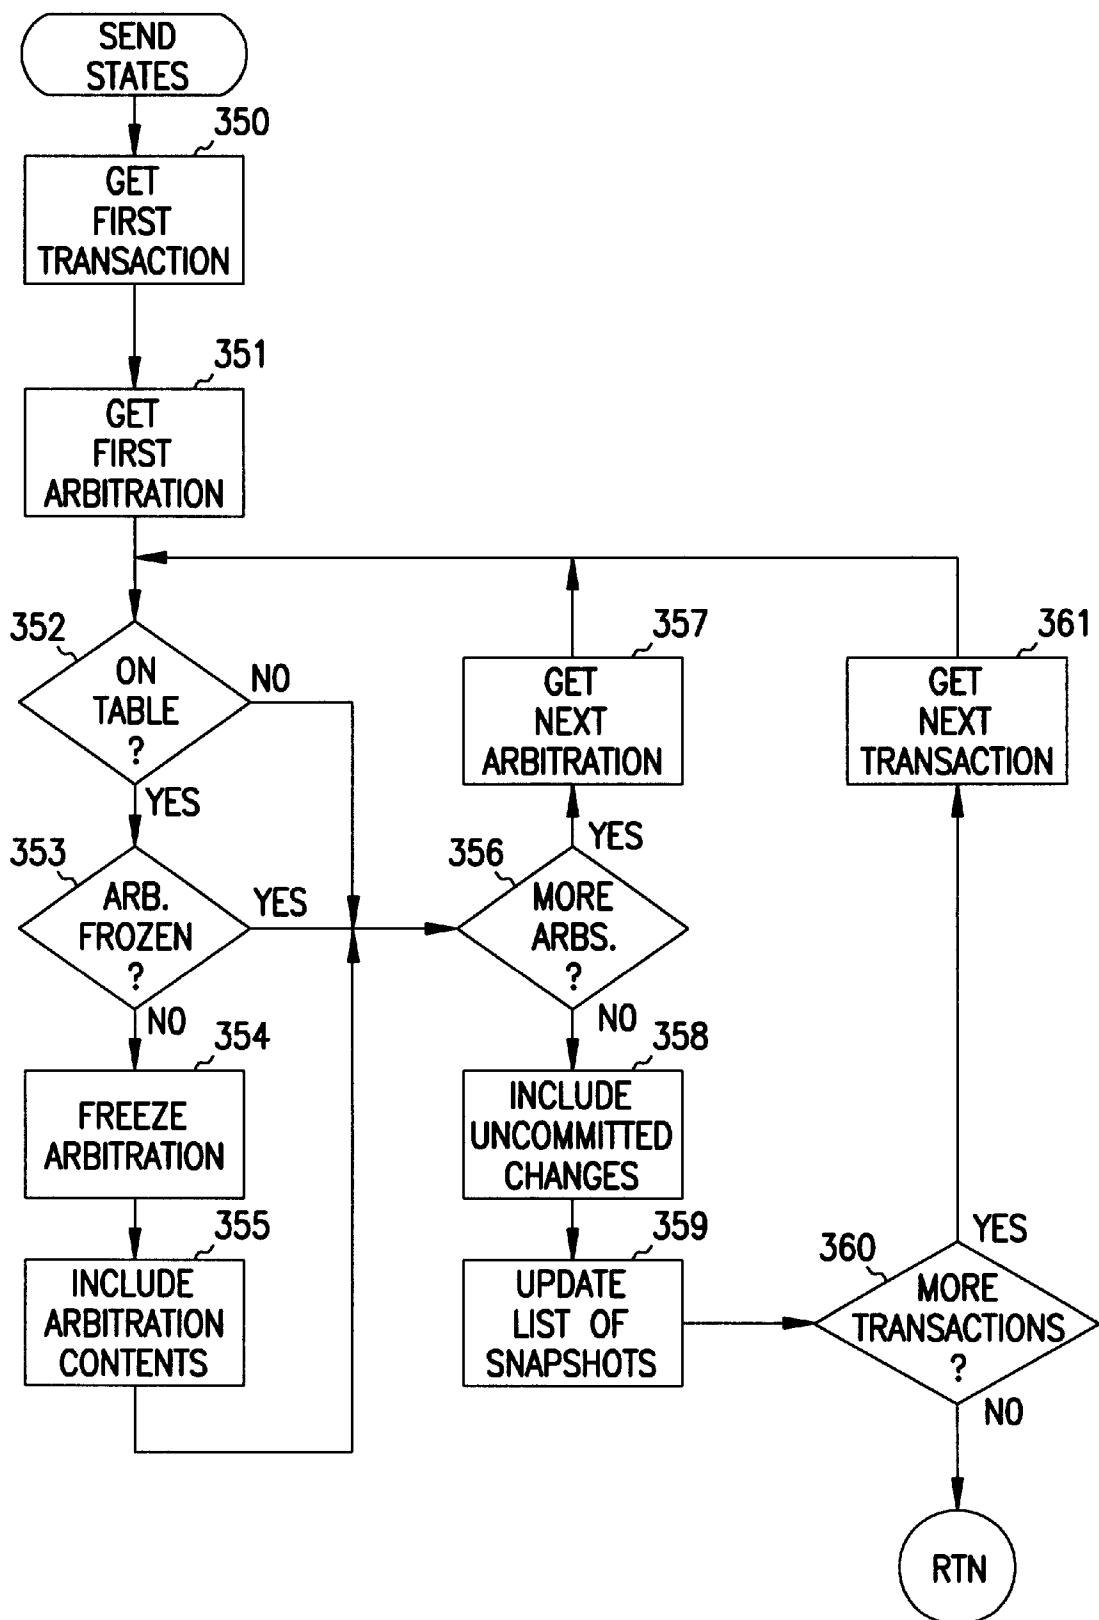 SEND
STATES
350
GET
FIRST
TRANSACTION
351
GET
FIRST
ARBITRATION
352
ON
TABLE
?
NO
YES
353
ARB.
FROZEN
?
YES
NO
354
FREEZE
ARBITRATION
355
INCLUDE
ARBITRATION
CONTENTS
356
MORE
ARBS.
?
YES
NO
357
GET
NEXT
ARBITRATION
358
INCLUDE
UNCOMMITTED
CHANGES
359
UPDATE
LIST OF
SNAPSHOTS
360
MORE
TRANSACTIONS
?
YES
NO
361
GET
NEXT
TRANSACTION
RTN